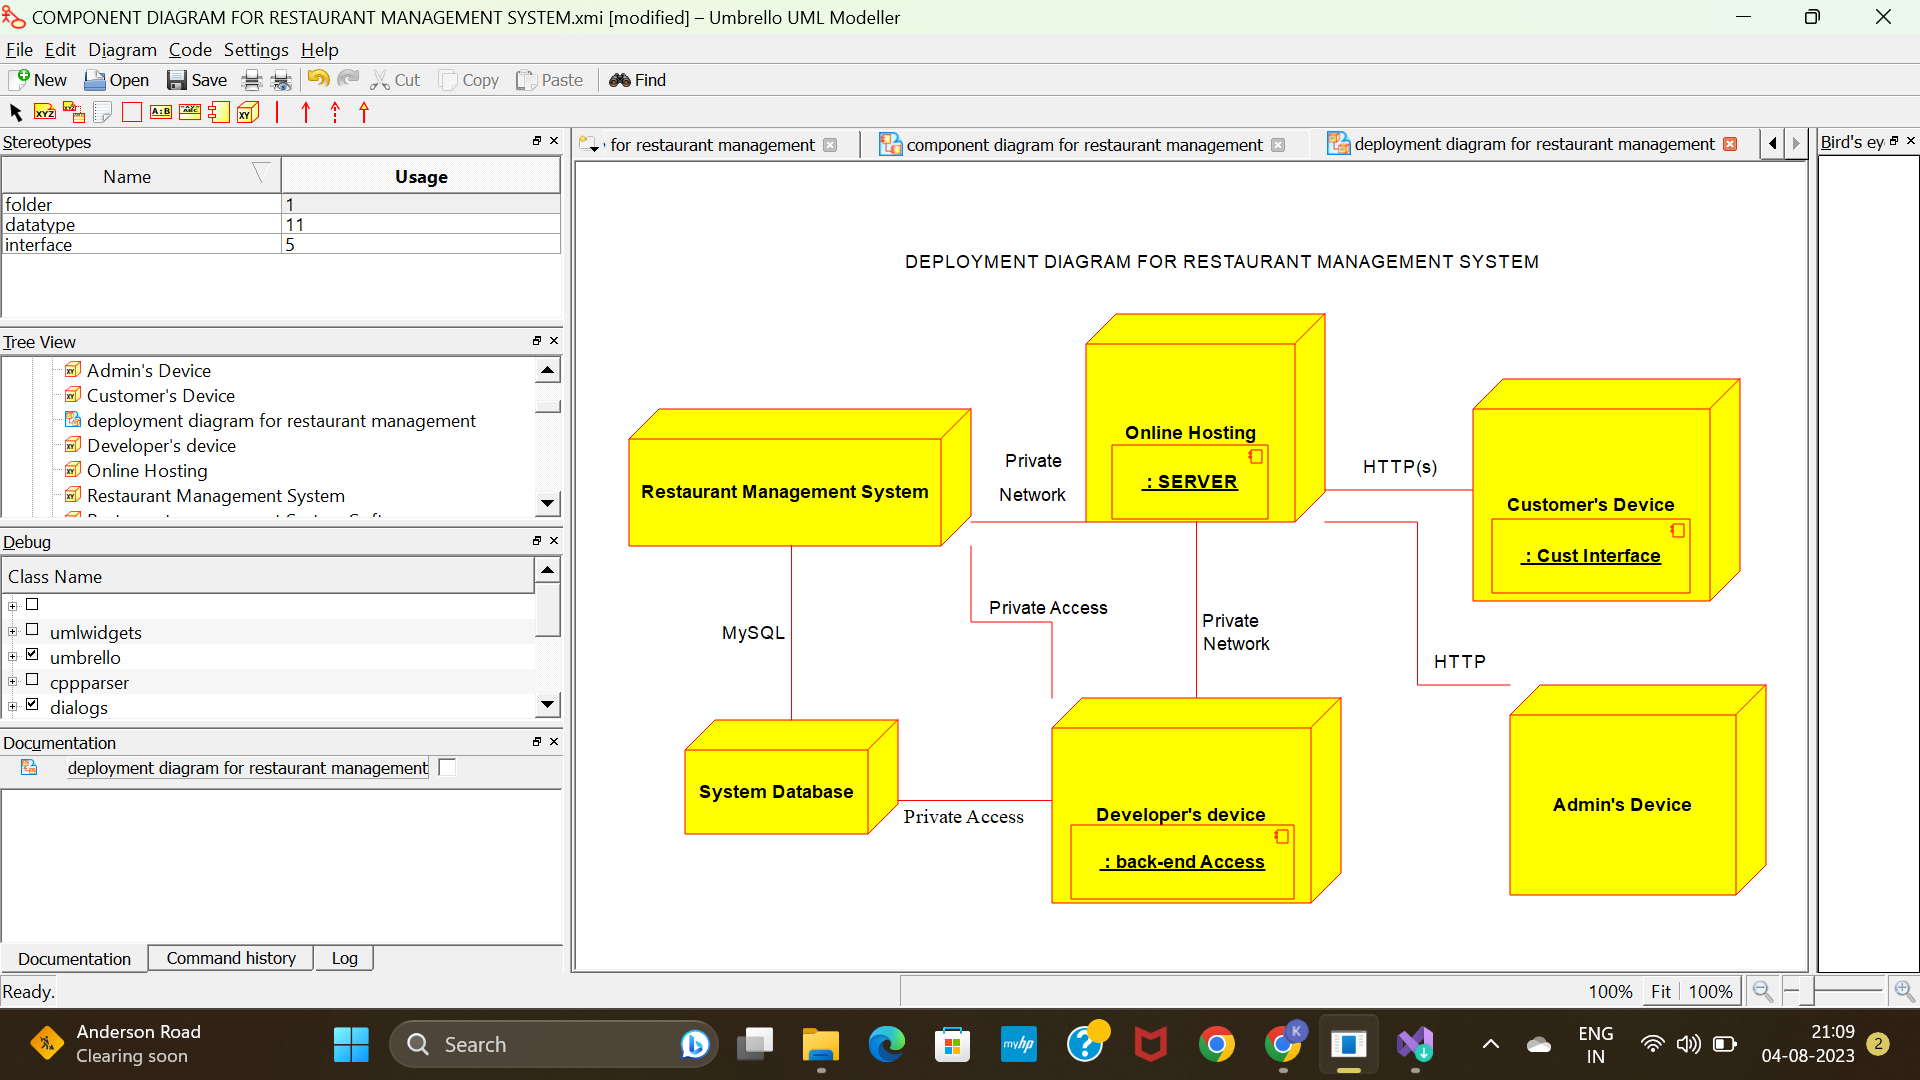 COMPONENT DIAGRAM FOR RESTAURANT MANAGEMENT SYSTEM.xmi [modified] – Umbrello UML Modeller
File Edit Diagram Code Settings Help
New Open Save Cut Copy Paste Find
XYZ XYZ A:B XYZ ABC XY
Stereotypes
Name Usage
folder 1
datatype 11
interface 5
Tree View
Admin's Device
Customer's Device
deployment diagram for restaurant management
Developer's device
Online Hosting
Restaurant Management System
Debug
Class Name
umlwidgets
umbrello
cppparser
dialogs
Documentation
deployment diagram for restaurant management
Documentation Command history Log
Ready.
for restaurant management component diagram for restaurant management deployment diagram for restaurant management
Bird's ey
DEPLOYMENT DIAGRAM FOR RESTAURANT MANAGEMENT SYSTEM
Restaurant Management System
Private
Network
Online Hosting
: SERVER
HTTP(s)
Customer's Device
: Cust Interface
MySQL
Private Access
Private
Network
HTTP
System Database
Private Access
Developer's device
: back-end Access
Admin's Device
100% Fit 100%
Anderson Road
Clearing soon
Search
myhp
K
ENG
IN
21:09
04-08-2023
2